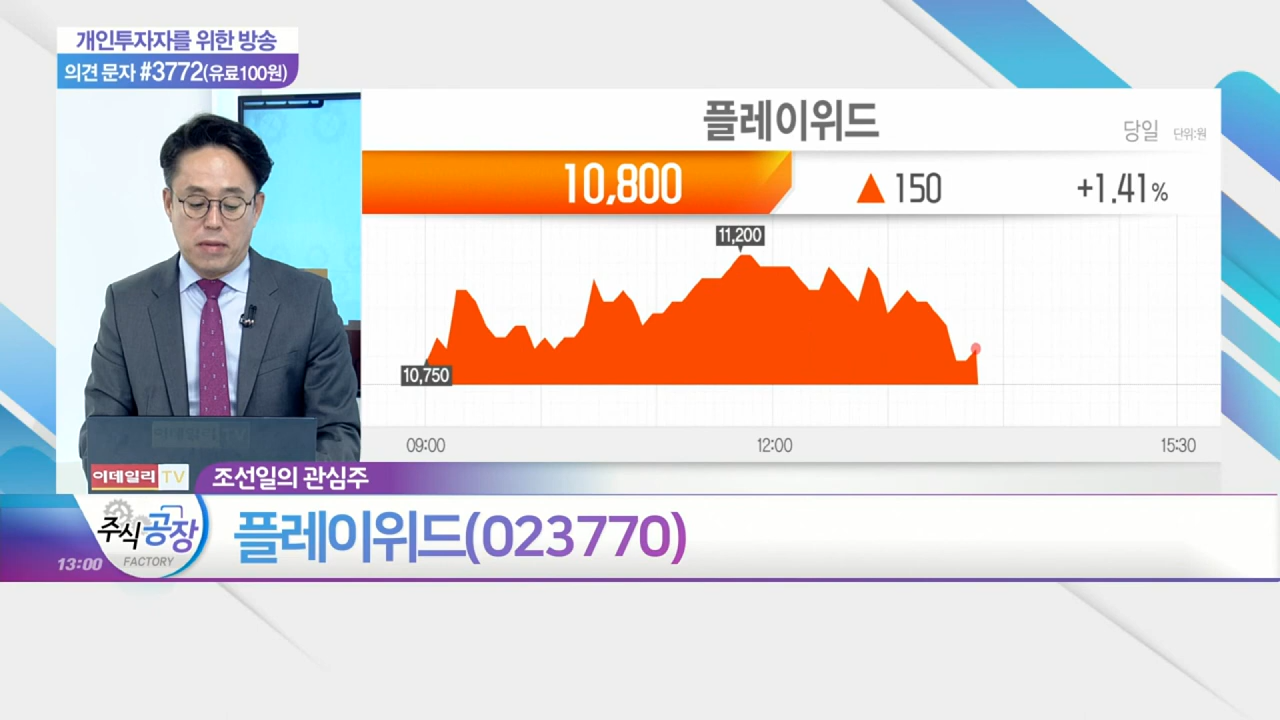 개인투자자를 위한 방송
의견 문자 #3772(유료100원)
플레이위드
당일 단위:원
10,800 ▲ 150 +1.41%
11,200
10,750
09:00 12:00 15:30
이데일리 TV
조선일의 관심주
주식공장
FACTORY
13:00
플레이위드(023770)